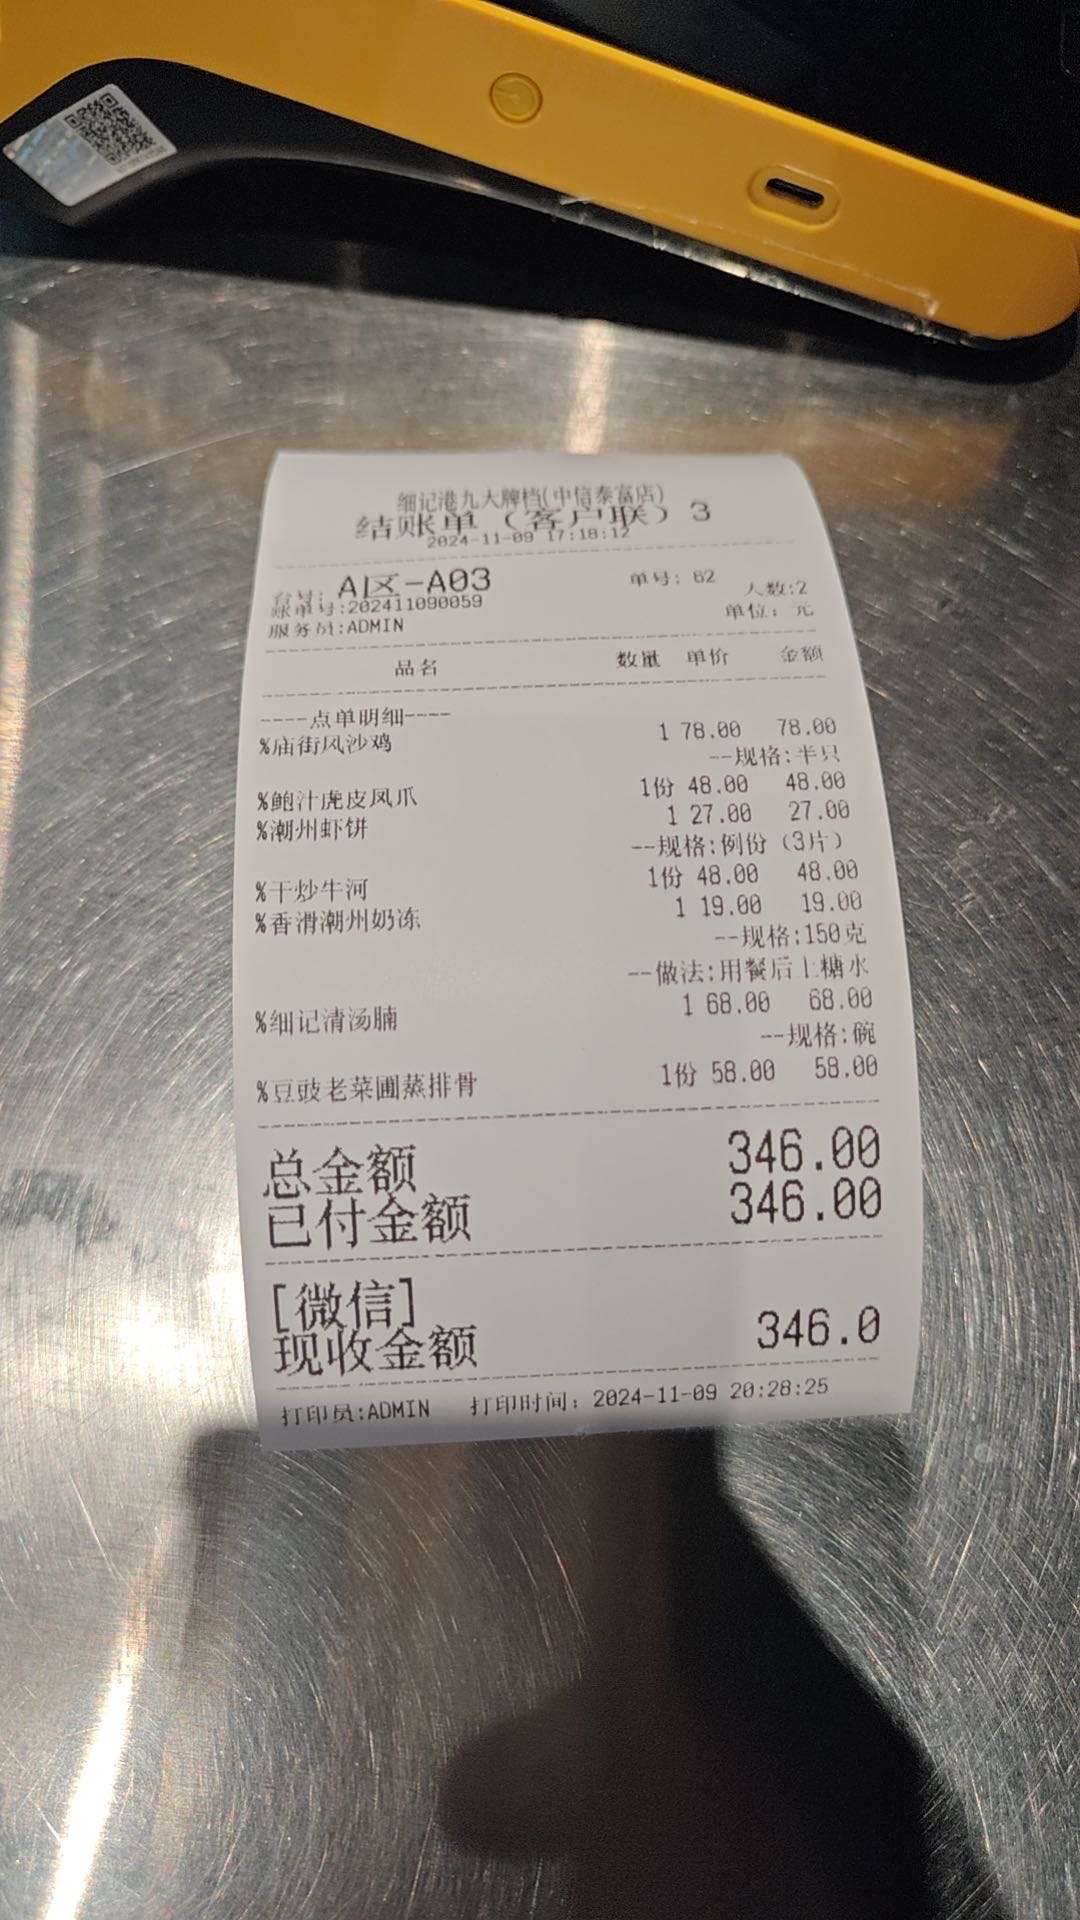 细记港九大牌档(中信泰富店)
结账单（客户联）3
2024-11-09 17:18:12
台号: A区-A03 单号: 62 人数:2
账单号:202411090059 单位: 元
服务员:ADMIN
品名 数量 单价 金额
----点单明细----
%庙街风沙鸡 1 78.00 78.00
--规格:半只
%鲍汁虎皮凤爪 1份 48.00 48.00
%潮州虾饼 1 27.00 27.00
--规格:例份（3片）
%干炒牛河 1份 48.00 48.00
%香滑潮州奶冻 1 19.00 19.00
--规格:150克
--做法:用餐后上糖水
%细记清汤腩 1 68.00 68.00
--规格:碗
%豆豉老菜圃蒸排骨 1份 58.00 58.00
总金额 346.00
已付金额 346.00
[微信]
现收金额 346.0
打印员:ADMIN 打印时间: 2024-11-09 20:28:25